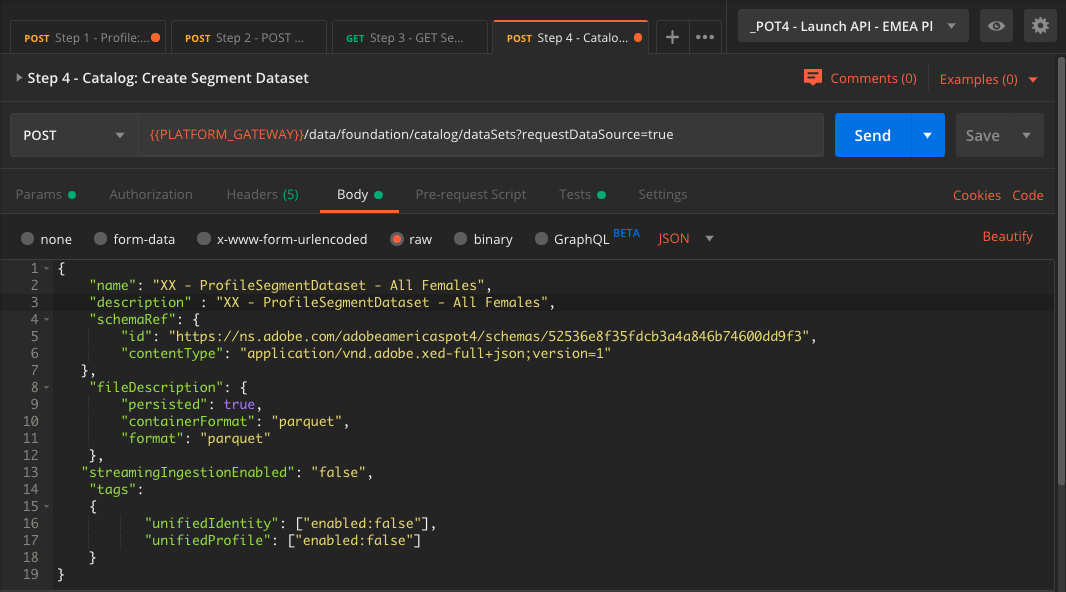 POST Step 1 - Profile:...
POST Step 2 - POST ...
GET Step 3 - GET Se...
POST Step 4 - Catalo...
_POT4 - Launch API - EMEA Pl
Step 4 - Catalog: Create Segment Dataset
Comments (0)
Examples (0)
POST
{{PLATFORM_GATEWAY}}/data/foundation/catalog/dataSets?requestDataSource=true
Send
Save
Params
Authorization
Headers (5)
Body
Pre-request Script
Tests
Settings
Cookies
Code
none
form-data
x-www-form-urlencoded
raw
binary
GraphQL BETA
JSON
Beautify
1 {
2 "name": "XX - ProfileSegmentDataset - All Females",
3 "description" : "XX - ProfileSegmentDataset - All Females",
4 "schemaRef": {
5 "id": "https://ns.adobe.com/adobeamericaspot4/schemas/52536e8f35fdcb3a4a846b74600dd9f3",
6 "contentType": "application/vnd.adobe.xed-full+json;version=1"
7 },
8 "fileDescription": {
9 "persisted": true,
10 "containerFormat": "parquet",
11 "format": "parquet"
12 },
13 "streamingIngestionEnabled": "false",
14 "tags":
15 {
16 "unifiedIdentity": ["enabled:false"],
17 "unifiedProfile": ["enabled:false"]
18 }
19 }